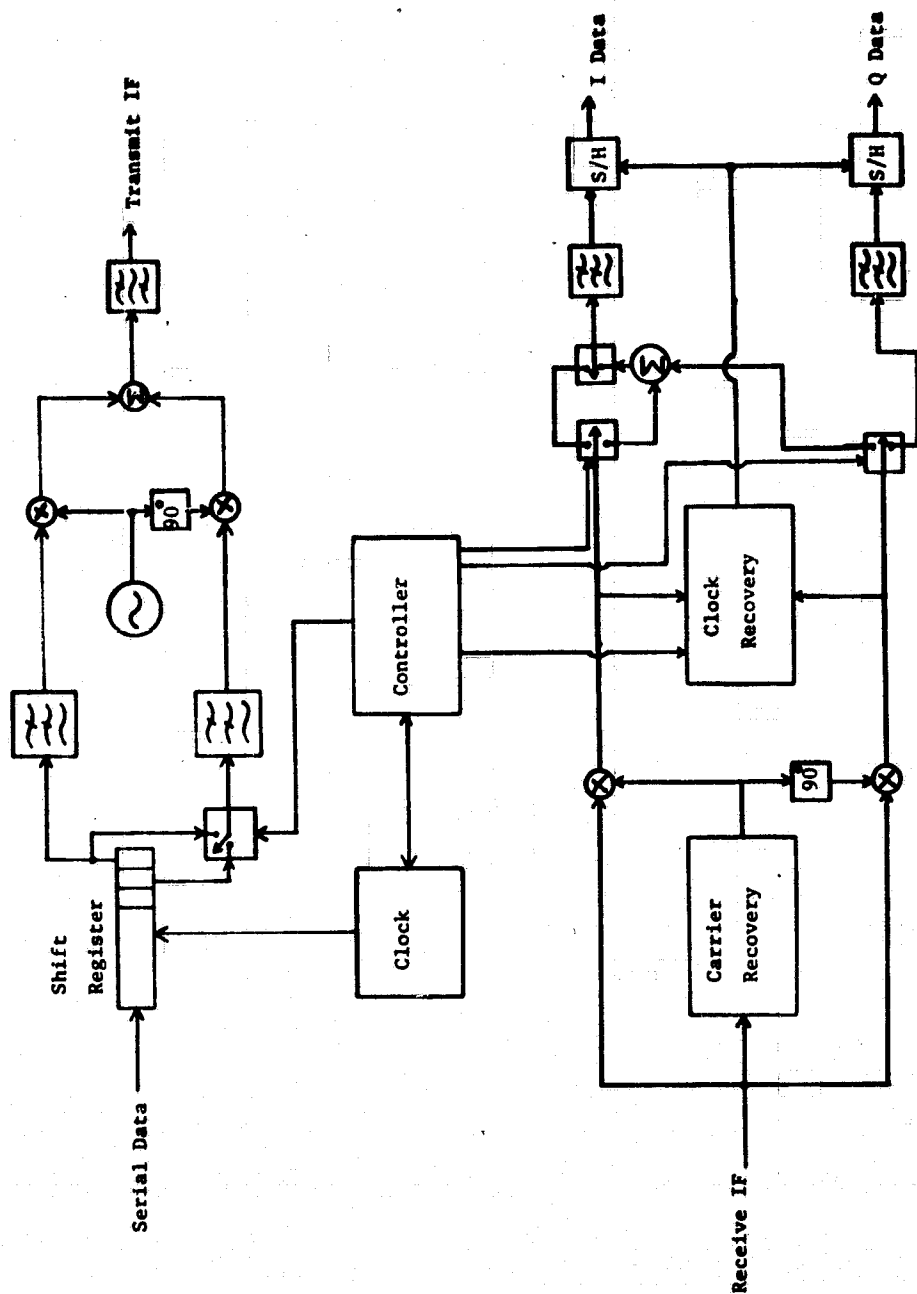 Serial Data
Shift
Register
90°
Transmit IF
Clock
Controller
Receive IF
Carrier
Recovery
90°
Clock
Recovery
Σ
Σ
S/H
I Data
S/H
Q Data